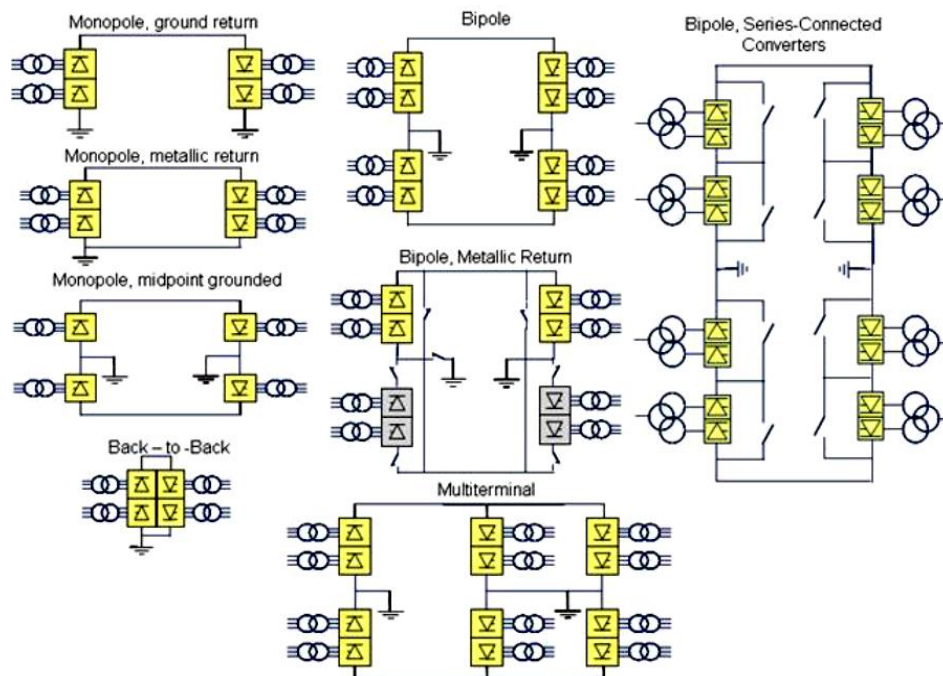 Monopole, ground return
Bipole
Bipole, Series-Connected
Converters
Monopole, metallic return
Monopole, midpoint grounded
Bipole, Metallic Return
Back – to -Back
Multiterminal